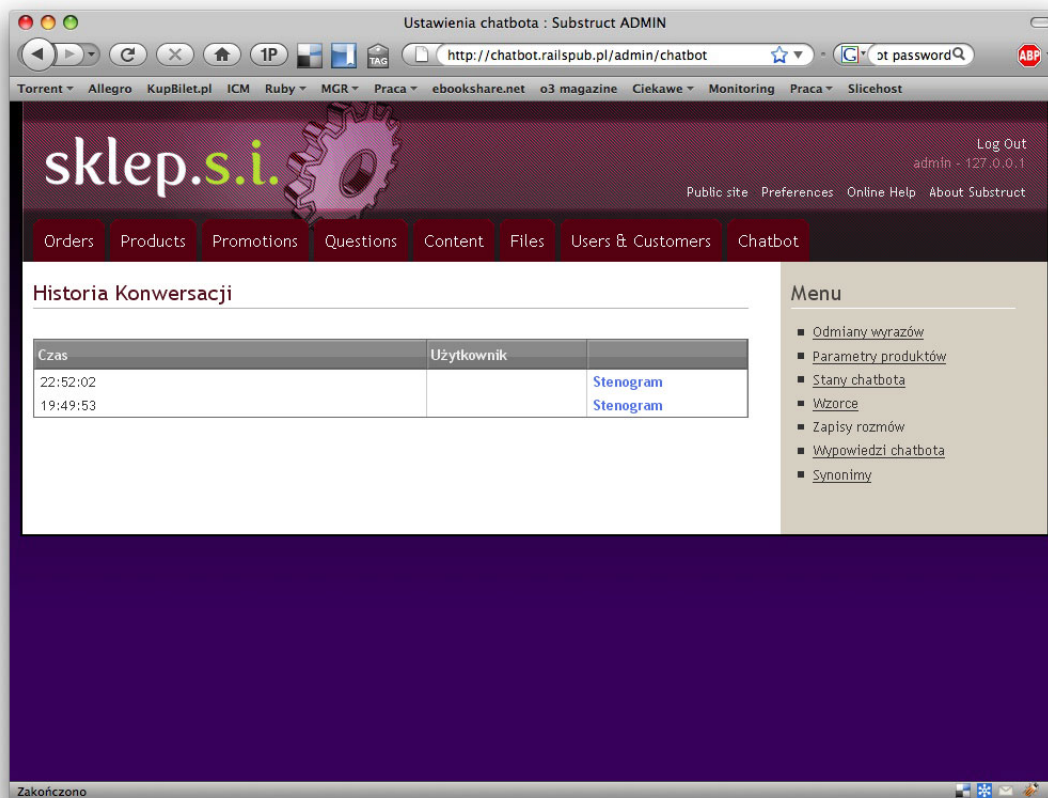 Ustawienia chatbota : Substruct ADMIN
1P TAG http://chatbot.railspub.pl/admin/chatbot G ot password ABP
Torrent Allegro KupBilet.pl ICM Ruby MGR Praca ebookshare.net o3 magazine Ciekawe Monitoring Praca Slicehost
sklep.s.i.
Log Out
admin - 127.0.0.1
Public site Preferences Online Help About Substruct
Orders Products Promotions Questions Content Files Users & Customers Chatbot
Historia Konwersacji
Czas Użytkownik
22:52:02 Stenogram
19:49:53 Stenogram
Menu
Odmiany wyrazów
Parametry produktów
Stany chatbota
Wzorce
Zapisy rozmów
Wypowiedzi chatbota
Synonimy
Zakończono